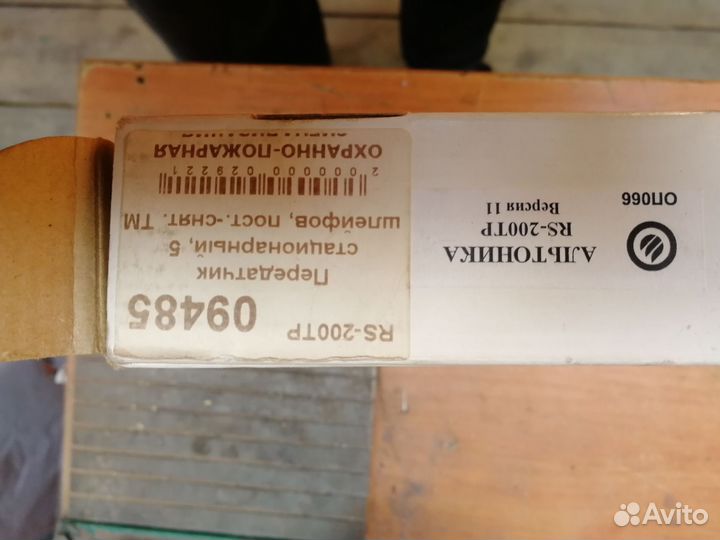 RS-200TP
09485
Передатчик
стационарный, 5
шлейфов, пост.-снят. ТМ
2 000000 029221
ОХРАННО-ПОЖАРНАЯ
СИГНАЛИЗАЦИЯ
АЛЬТОНИКА
RS-200TP
Версия 11
ОП066
Avito